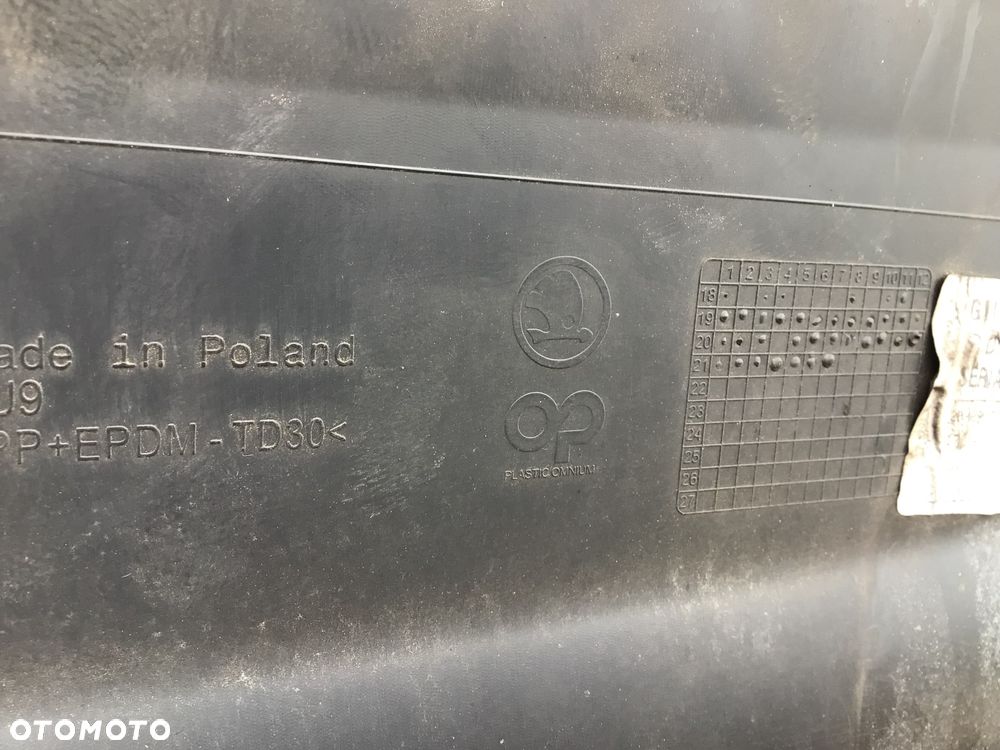 ade in Poland
U9
PP+EPDM-TD30<
PLASTIC OMNIUM
1 2 3 4 5 6 7 8 9 10 11 12
18
19
20
21
22
23
24
25
26
27
OTOMOTO